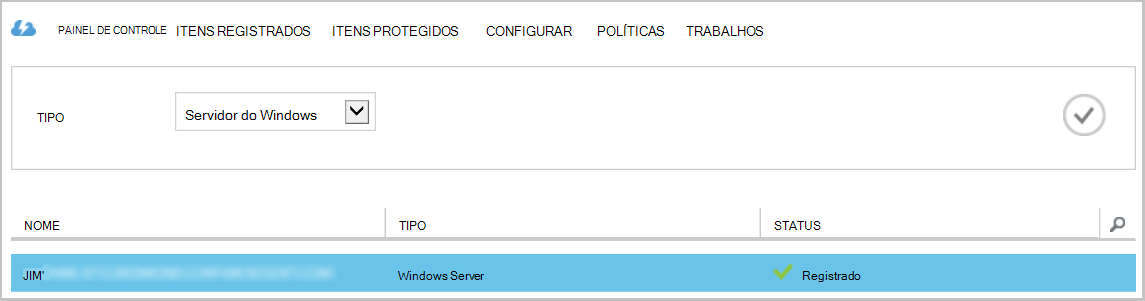 PAINEL DE CONTROLE ITENS REGISTRADOS ITENS PROTEGIDOS CONFIGURAR POLÍTICAS TRABALHOS
TIPO Servidor do Windows
NOME TIPO STATUS
JIM' Windows Server Registrado